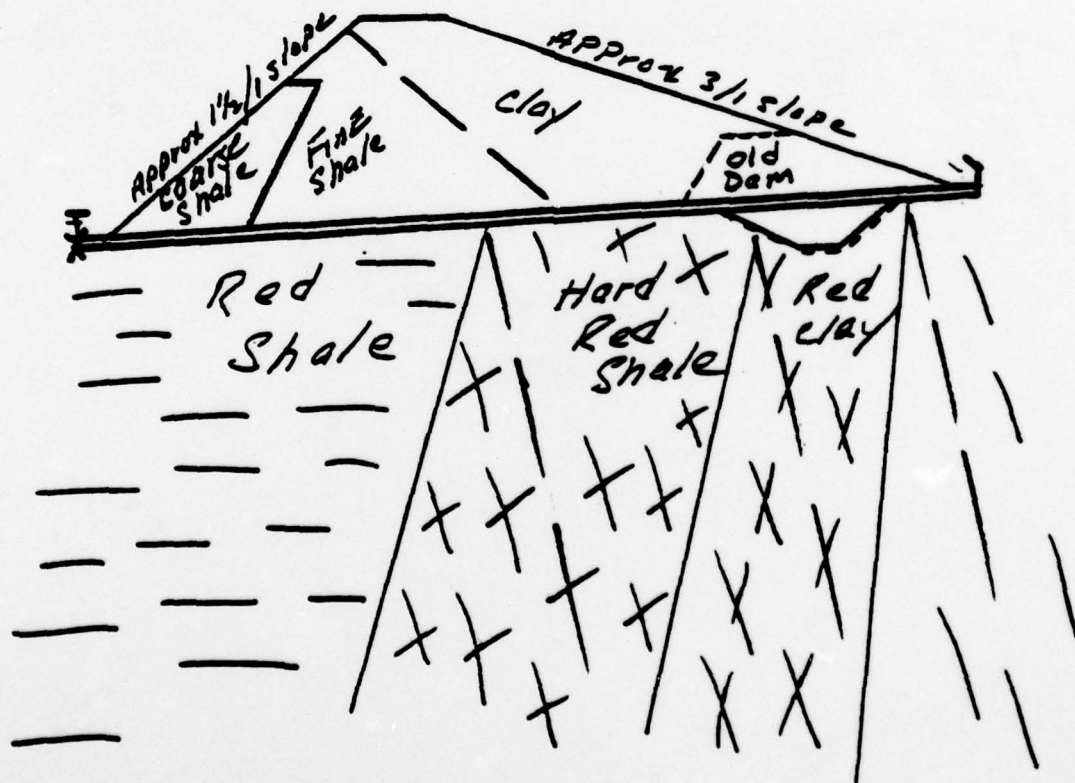 Approx 1½/1 slope
Approx 3/1 slope
Clay
Coarse
Shale
Fine
Shale
Old
Dam
Red
Shale
Hard
Red
Shale
Red
Clay